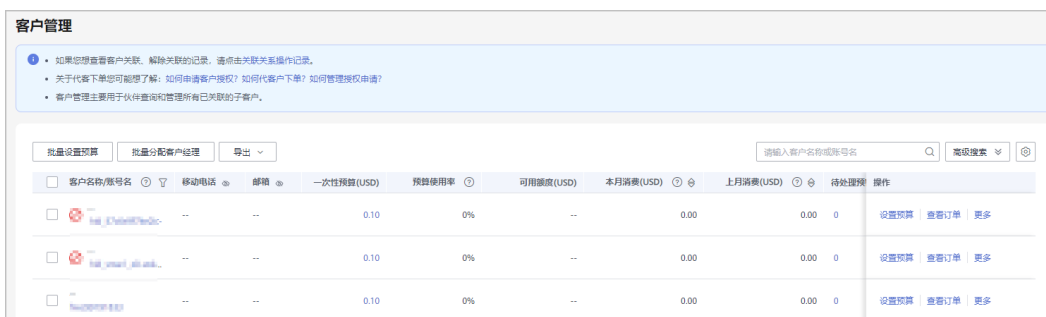 客户管理
• 如果您想查看客户关联、解除关联的记录，请点击关联关系操作记录。
• 关于代客下单您可能想了解：如何申请客户授权？如何代客户下单？如何管理授权申请？
• 客户管理主要用于伙伴查询和管理所有已关联的子客户。
批量设置预算 批量分配客户经理 导出 请输入客户名称或账号名 高级搜索
客户名称/账号名 移动电话 邮箱 一次性预算(USD) 预算使用率 可用额度(USD) 本月消费(USD) 上月消费(USD) 待处理预 操作
-- -- -- 0.10 0% -- 0.00 0.00 0 设置预算 查看订单 更多
-- -- -- 0.10 0% -- 0.00 0.00 0 设置预算 查看订单 更多
-- -- -- 0.10 0% -- 0.00 0.00 0 设置预算 查看订单 更多